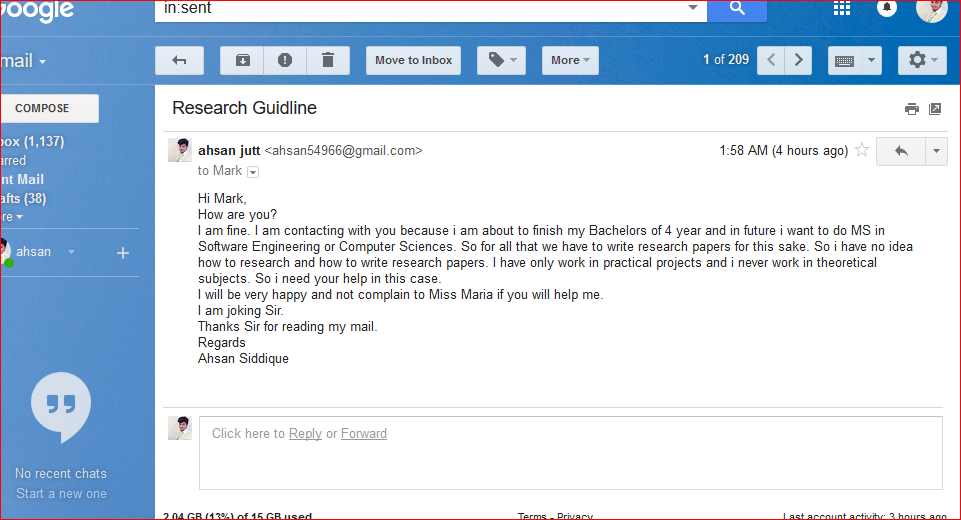 Google
in:sent
mail
Move to Inbox
More
1 of 209
COMPOSE
Research Guidline
box (1,137)
arred
nt Mail
afts (38)
re
ahsan
ahsan jutt <ahsan54966@gmail.com>
1:58 AM (4 hours ago)
to Mark
Hi Mark,
How are you?
I am fine. I am contacting with you because i am about to finish my Bachelors of 4 year and in future i want to do MS in
Software Engineering or Computer Sciences. So for all that we have to write research papers for this sake. So i have no idea
how to research and how to write research papers. I have only work in practical projects and i never work in theoretical
subjects. So i need your help in this case.
I will be very happy and not complain to Miss Maria if you will help me.
I am joking Sir.
Thanks Sir for reading my mail.
Regards
Ahsan Siddique
Click here to Reply or Forward
No recent chats
Start a new one
2.04 GB (13%) of 15 GB used
Terms - Privacy
Last account activity: 3 hours ago